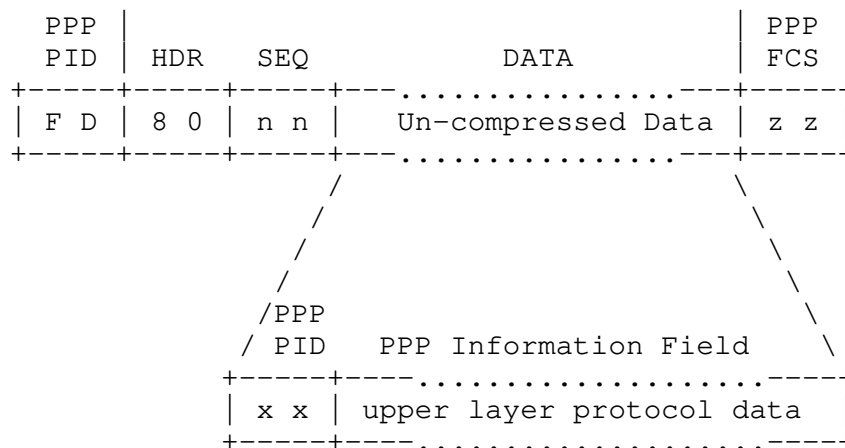 PPP | | PPP
PID | HDR SEQ DATA | FCS
+-----+-----+-----+---................---+------
| F D | 8 0 | n n | Un-compressed Data | z z |
+-----+-----+-----+---................---+------
/ \
/ \
/ \
/ \
/PPP \
/ PID PPP Information Field \
+-----+----.....................-----
| x x | upper layer protocol data |
+-----+----.....................-----